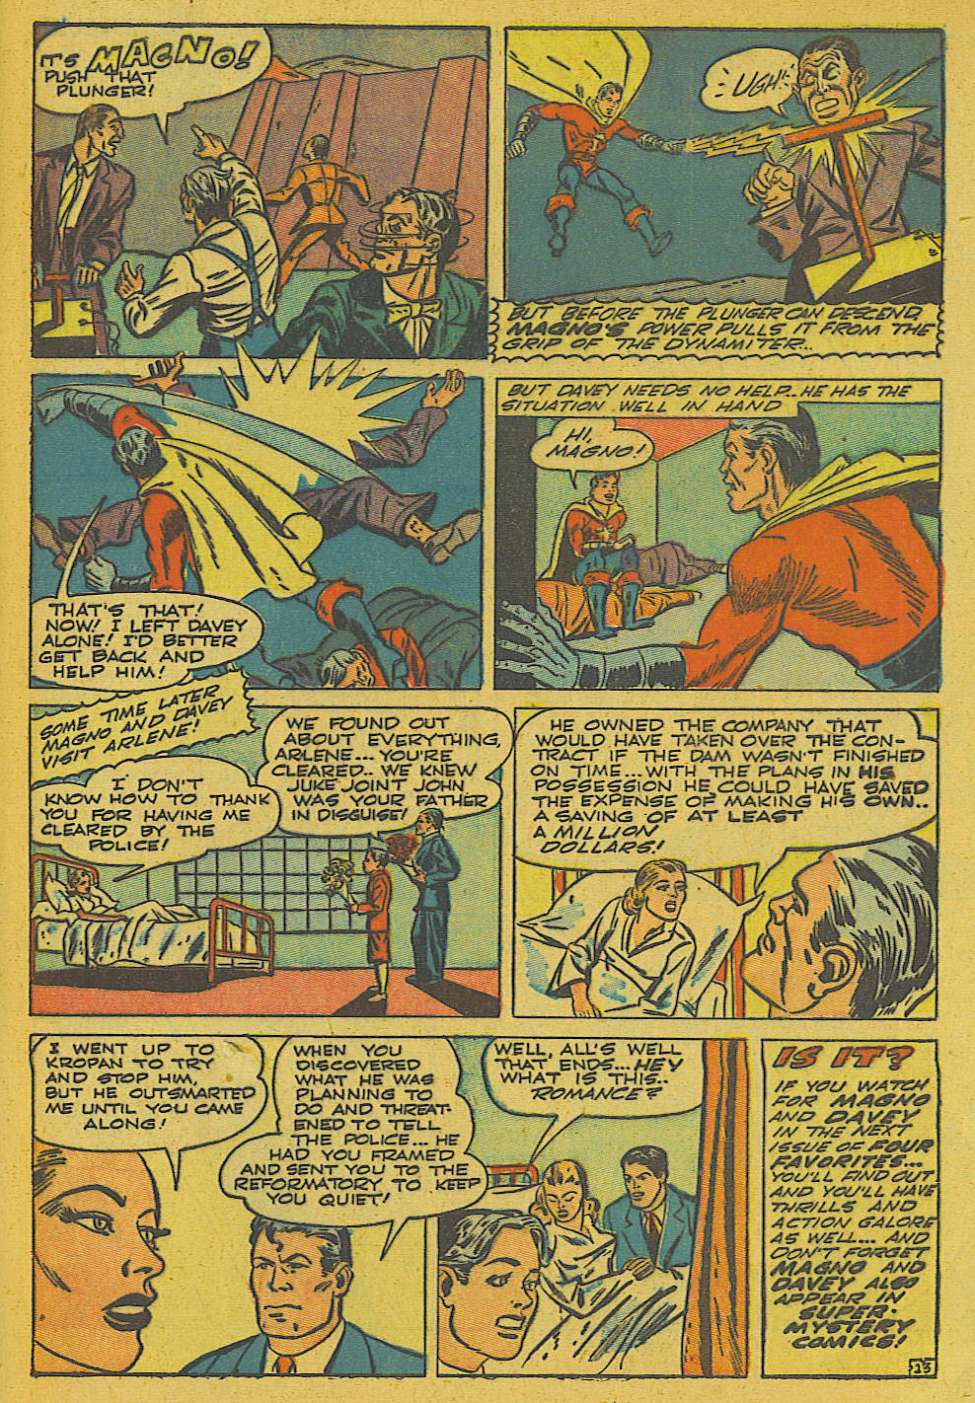 IT'S MAGNO!
PUSH THAT
PLUNGER!
UGH!
BUT BEFORE THE PLUNGER CAN DESCEND,
MAGNO'S POWER PULLS IT FROM THE
GRIP OF THE DYNAMITER...
THAT'S THAT!
NOW! I LEFT DAVEY
ALONE! I'D BETTER
GET BACK AND
HELP HIM!
BUT DAVEY NEEDS NO HELP.. HE HAS THE
SITUATION WELL IN HAND
HI,
MAGNO!
SOME TIME LATER
MAGNO AND DAVEY
VISIT ARLENE!
I DON'T
KNOW HOW TO THANK
YOU FOR HAVING ME
CLEARED BY THE
POLICE!
WE FOUND OUT
ABOUT EVERYTHING,
ARLENE... YOU'RE
CLEARED.. WE KNEW
JUKE JOINT JOHN
WAS YOUR FATHER
IN DISGUISE!
HE OWNED THE COMPANY THAT
WOULD HAVE TAKEN OVER THE CON-
TRACT IF THE DAM WASN'T FINISHED
ON TIME... WITH THE PLANS IN HIS
POSSESSION HE COULD HAVE SAVED
THE EXPENSE OF MAKING HIS OWN..
A SAVING OF AT LEAST
A MILLION
DOLLARS!
I WENT UP TO
KROPAN TO TRY
AND STOP HIM,
BUT HE OUTSMARTED
ME UNTIL YOU CAME
ALONG!
WHEN YOU
DISCOVERED
WHAT HE WAS
PLANNING TO
DO AND THREAT-
ENED TO TELL
THE POLICE... HE
HAD YOU FRAMED
AND SENT YOU TO THE
REFORMATORY TO KEEP
YOU QUIET!
WELL, ALL'S WELL
THAT ENDS... HEY
WHAT IS THIS..
ROMANCE?
IS IT?
IF YOU WATCH
FOR MAGNO
AND DAVEY
IN THE NEXT
ISSUE OF FOUR
FAVORITES...
YOU'LL FIND OUT
AND YOU'LL HAVE
THRILLS AND
ACTION GALORE
AS WELL... AND
DON'T FORGET
MAGNO AND
DAVEY ALSO
APPEAR IN
SUPER-
MYSTERY
COMICS!
13